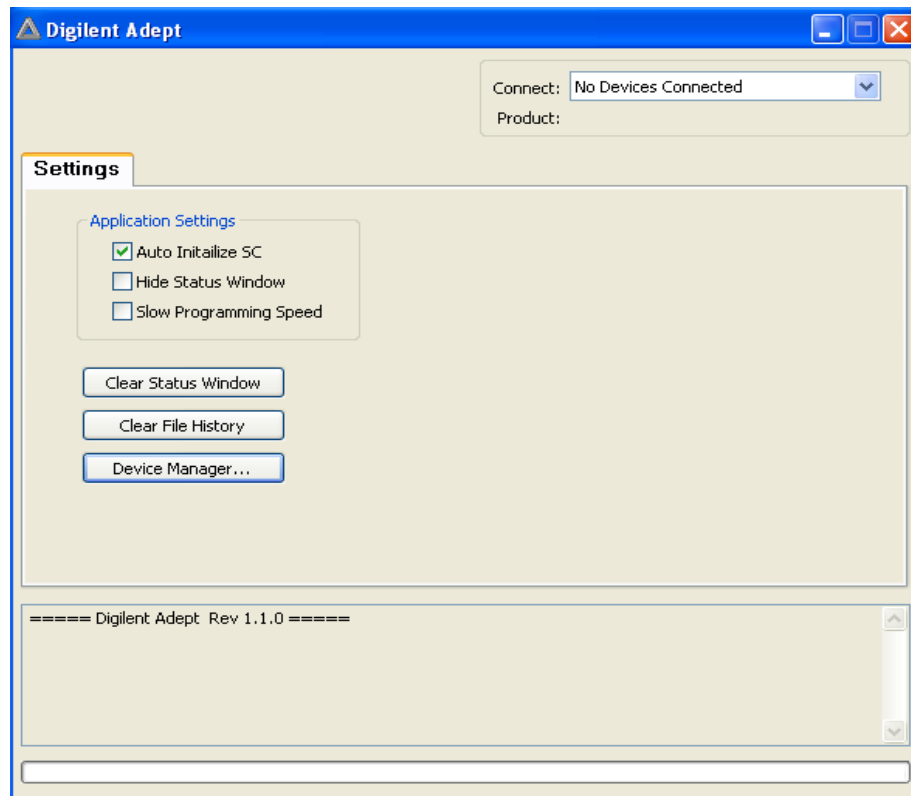 Digilent Adept
Connect: No Devices Connected
Product:
Settings
Application Settings
Auto Initailize SC
Hide Status Window
Slow Programming Speed
Clear Status Window
Clear File History
Device Manager...
===== Digilent Adept Rev 1.1.0 =====